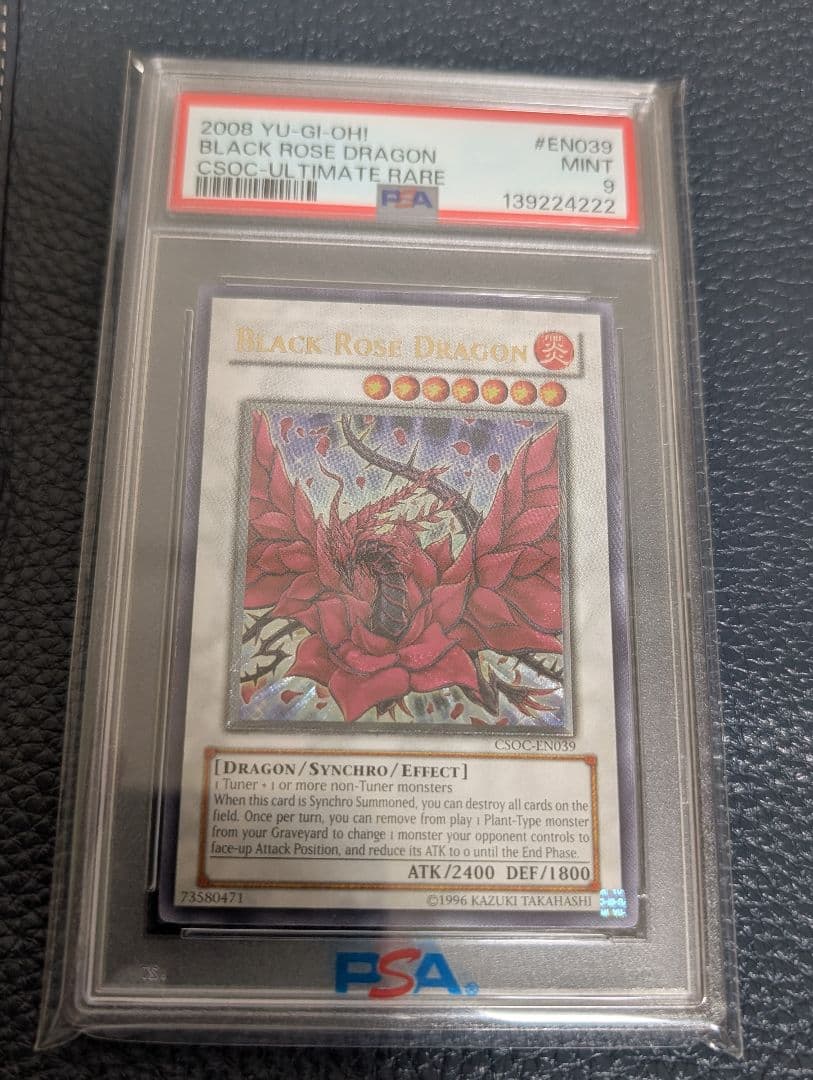 2008 YU-GI-OH!
BLACK ROSE DRAGON
CSOC-ULTIMATE RARE
#EN039
MINT
9
139224222
PSA
BLACK ROSE DRAGON
FIRE
炎
CSOC-EN039
[DRAGON/SYNCHRO/EFFECT]
1 Tuner + 1 or more non-Tuner monsters
When this card is Synchro Summoned, you can destroy all cards on the
field. Once per turn, you can remove from play 1 Plant-Type monster
from your Graveyard to change 1 monster your opponent controls to
face-up Attack Position, and reduce its ATK to 0 until the End Phase.
ATK/2400 DEF/1800
73580471
©1996 KAZUKI TAKAHASHI
PSA®